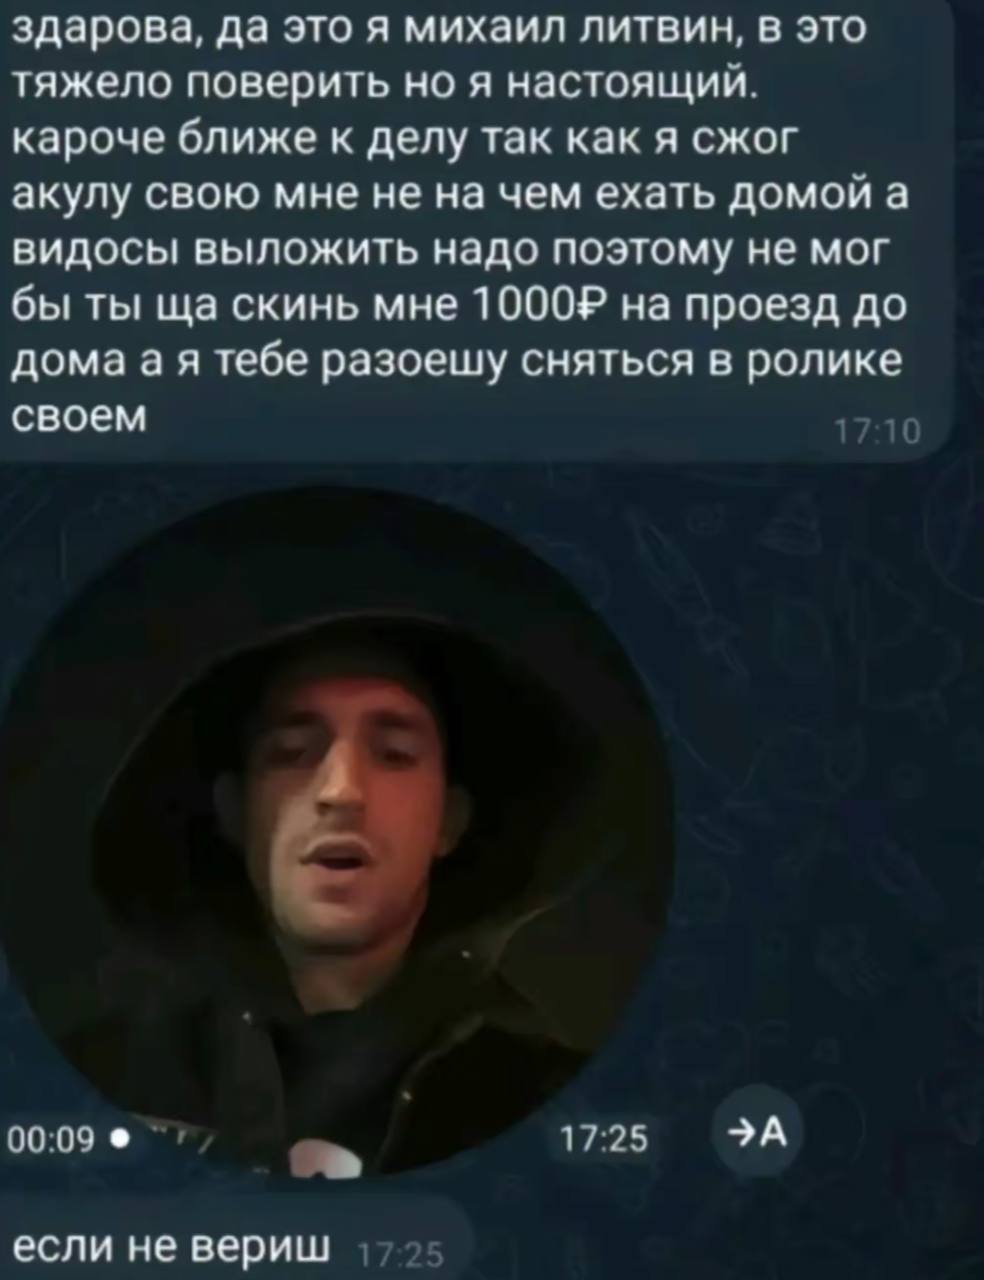 здарова, да это я михаил литвин, в это
тяжело поверить но я настоящий.
кароче ближе к делу так как я сжог
акулу свою мне не на чем ехать домой а
видосы выложить надо поэтому не мог
бы ты ща скинь мне 1000₽ на проезд до
дома а я тебе разоешу сняться в ролике
своем
17:10
00:09
17:25
→A
если не вериш 17:25